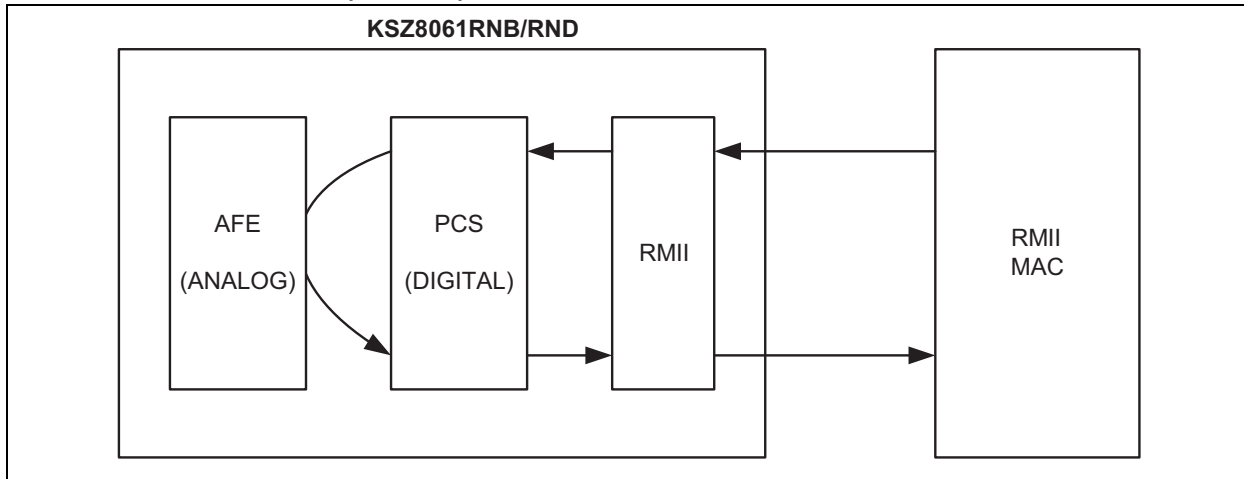 KSZ8061RNB/RND
AFE
(ANALOG)
PCS
(DIGITAL)
RMII
RMII
MAC